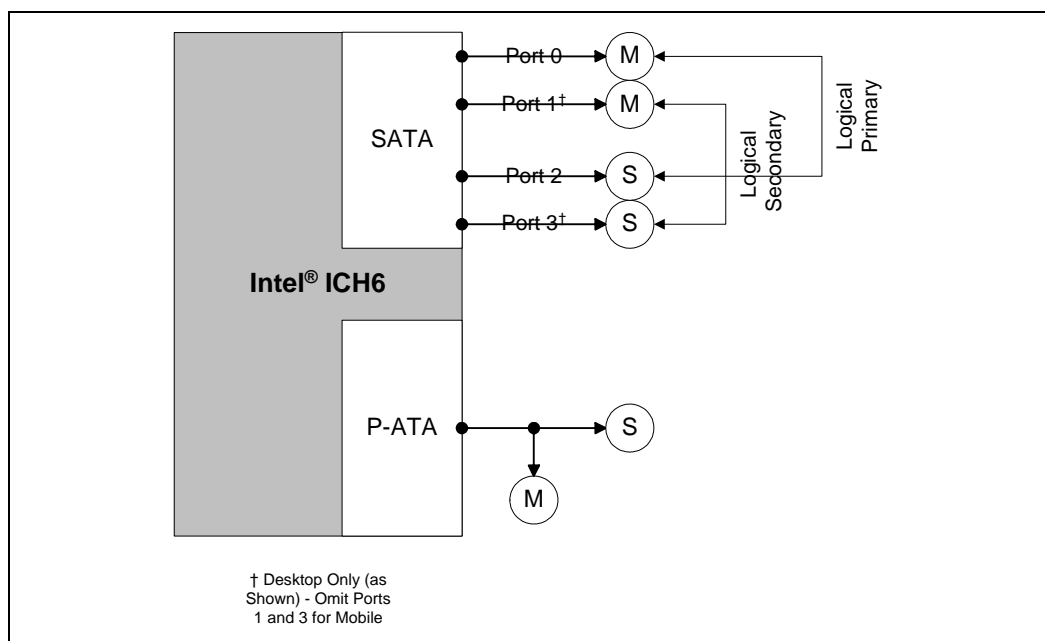 Port 0
M
Port 1†
M
SATA
Port 2
S
Port 3†
S
Logical
Primary
Logical
Secondary
Intel® ICH6
P-ATA
S
M
† Desktop Only (as
Shown) - Omit Ports
1 and 3 for Mobile